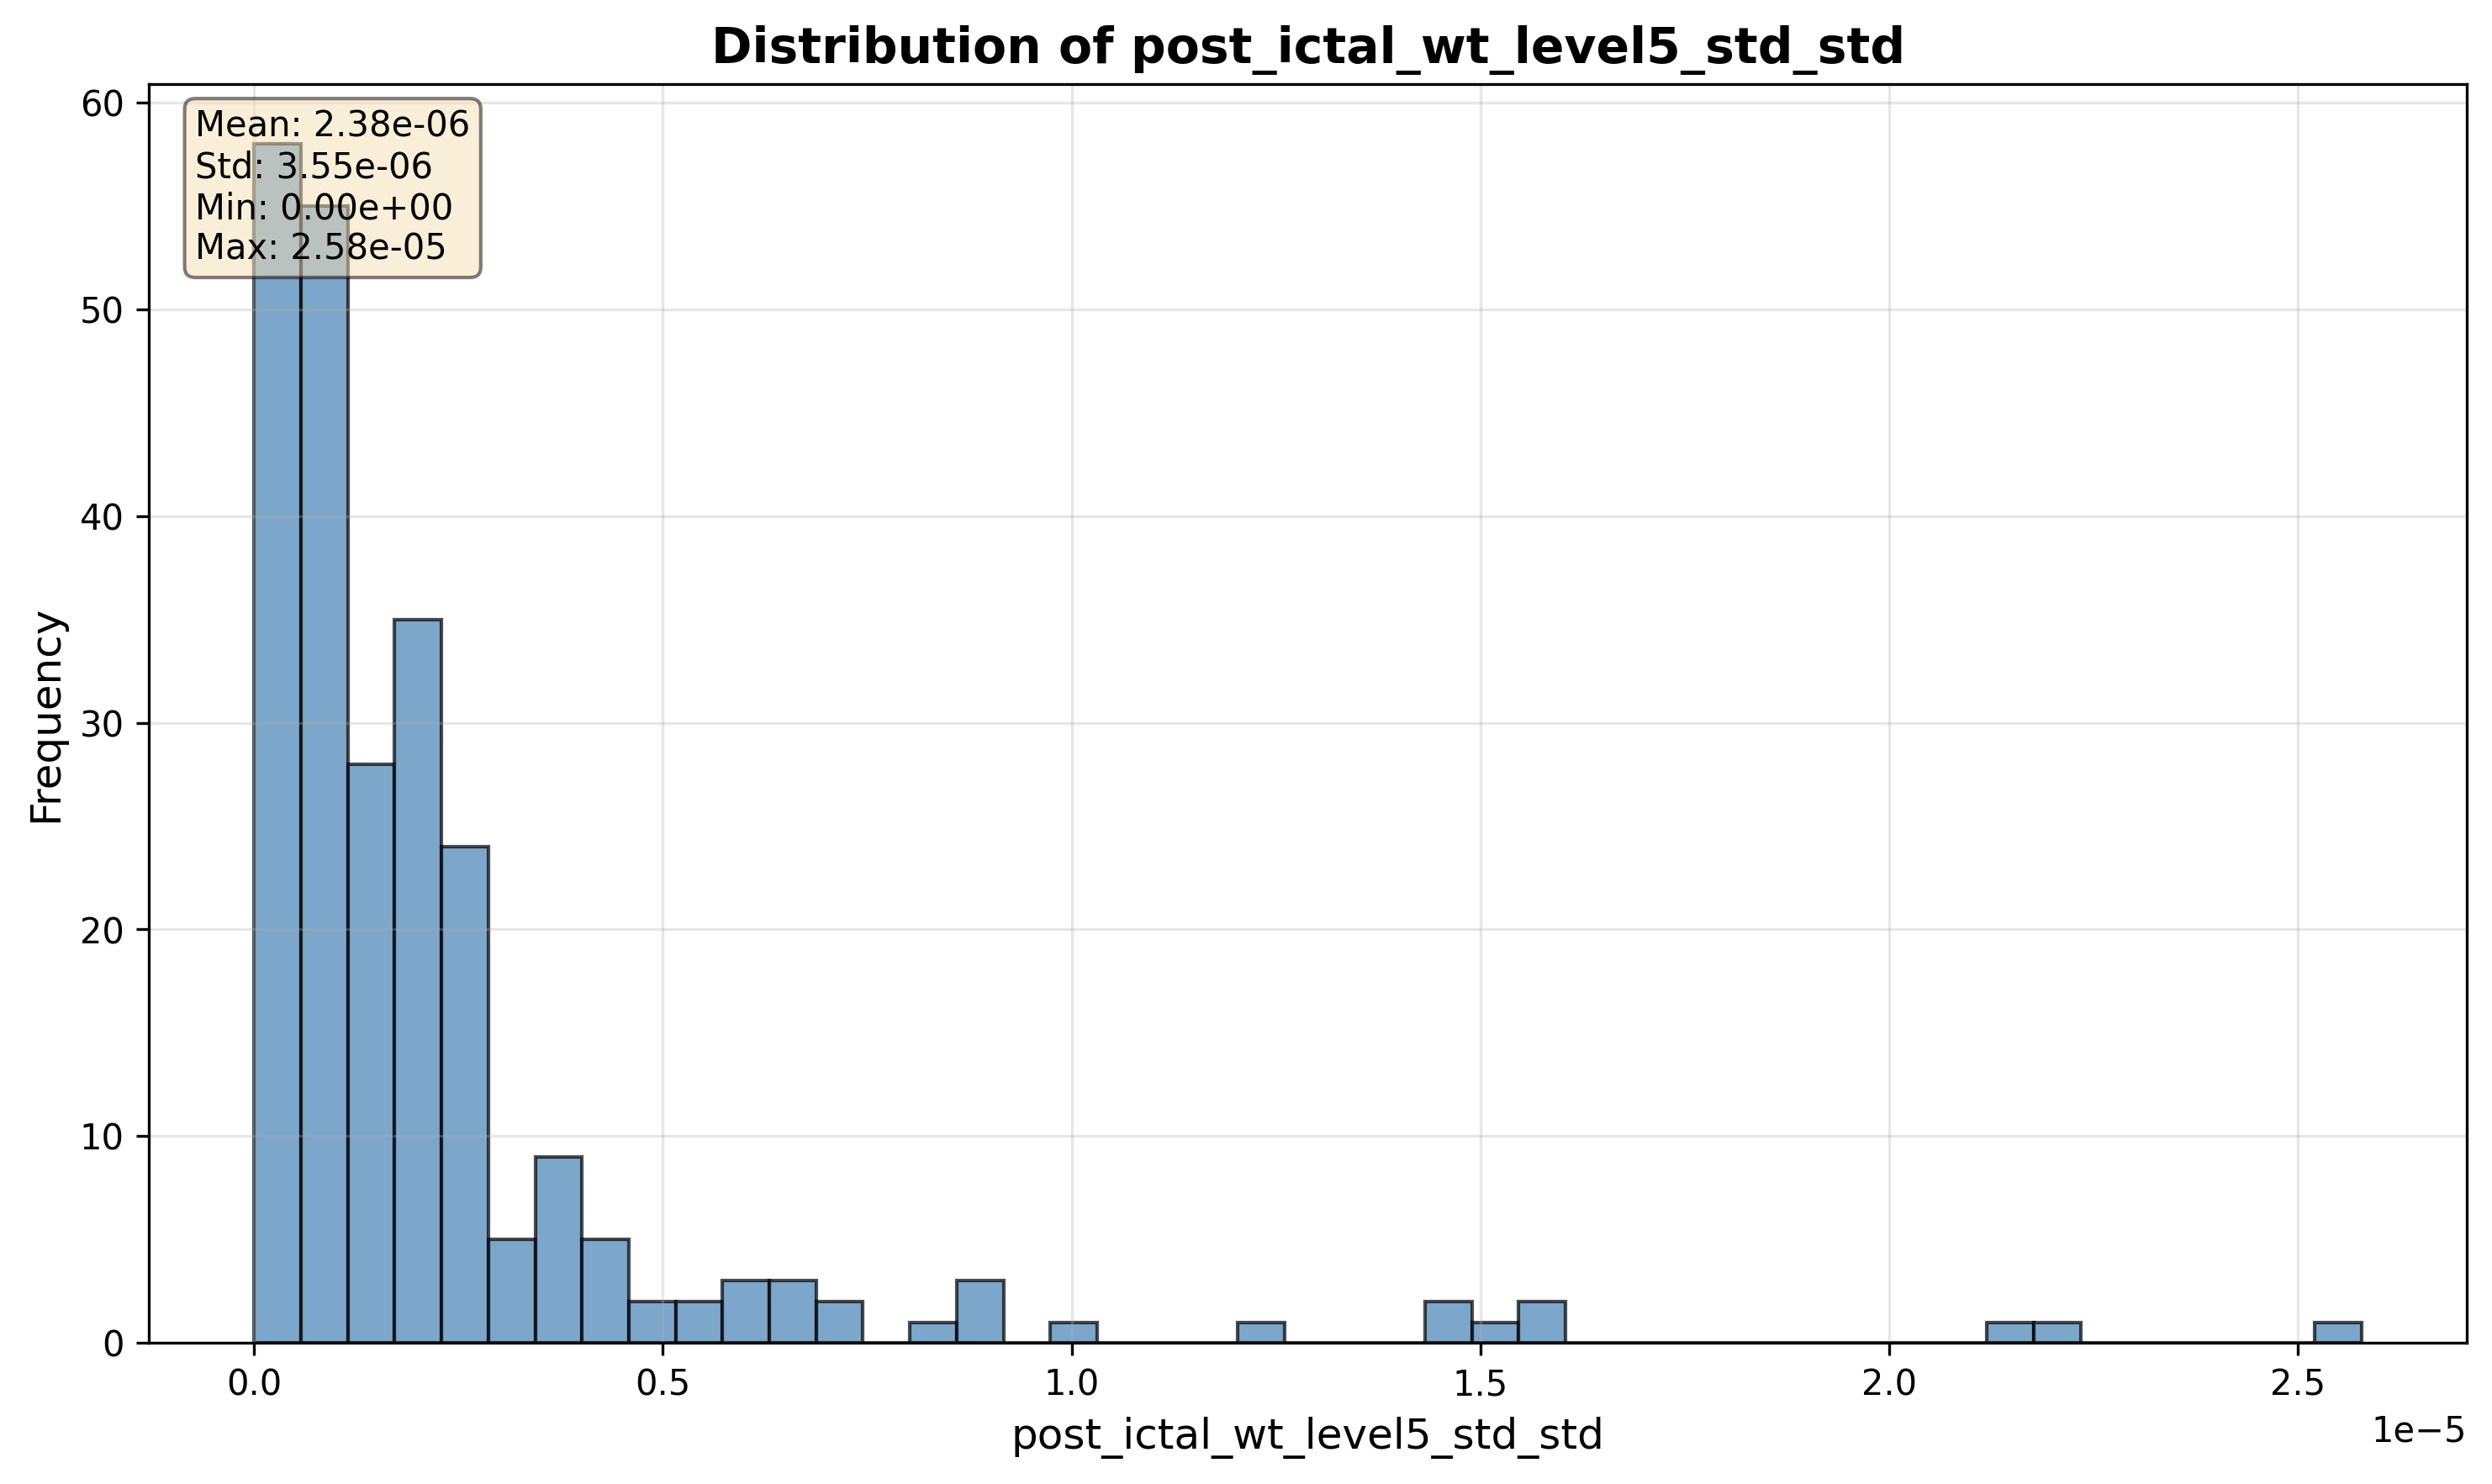 Distribution of post_ictal_wt_level5_std_std
60
Mean: 2.38e-06
Std: 3.55e-06
Min: 0.00e+00
Max: 2.58e-05
50
40
30
20
10
0
Frequency
0.0 0.5 1.0 1.5 2.0 2.5
1e−5
post_ictal_wt_level5_std_std